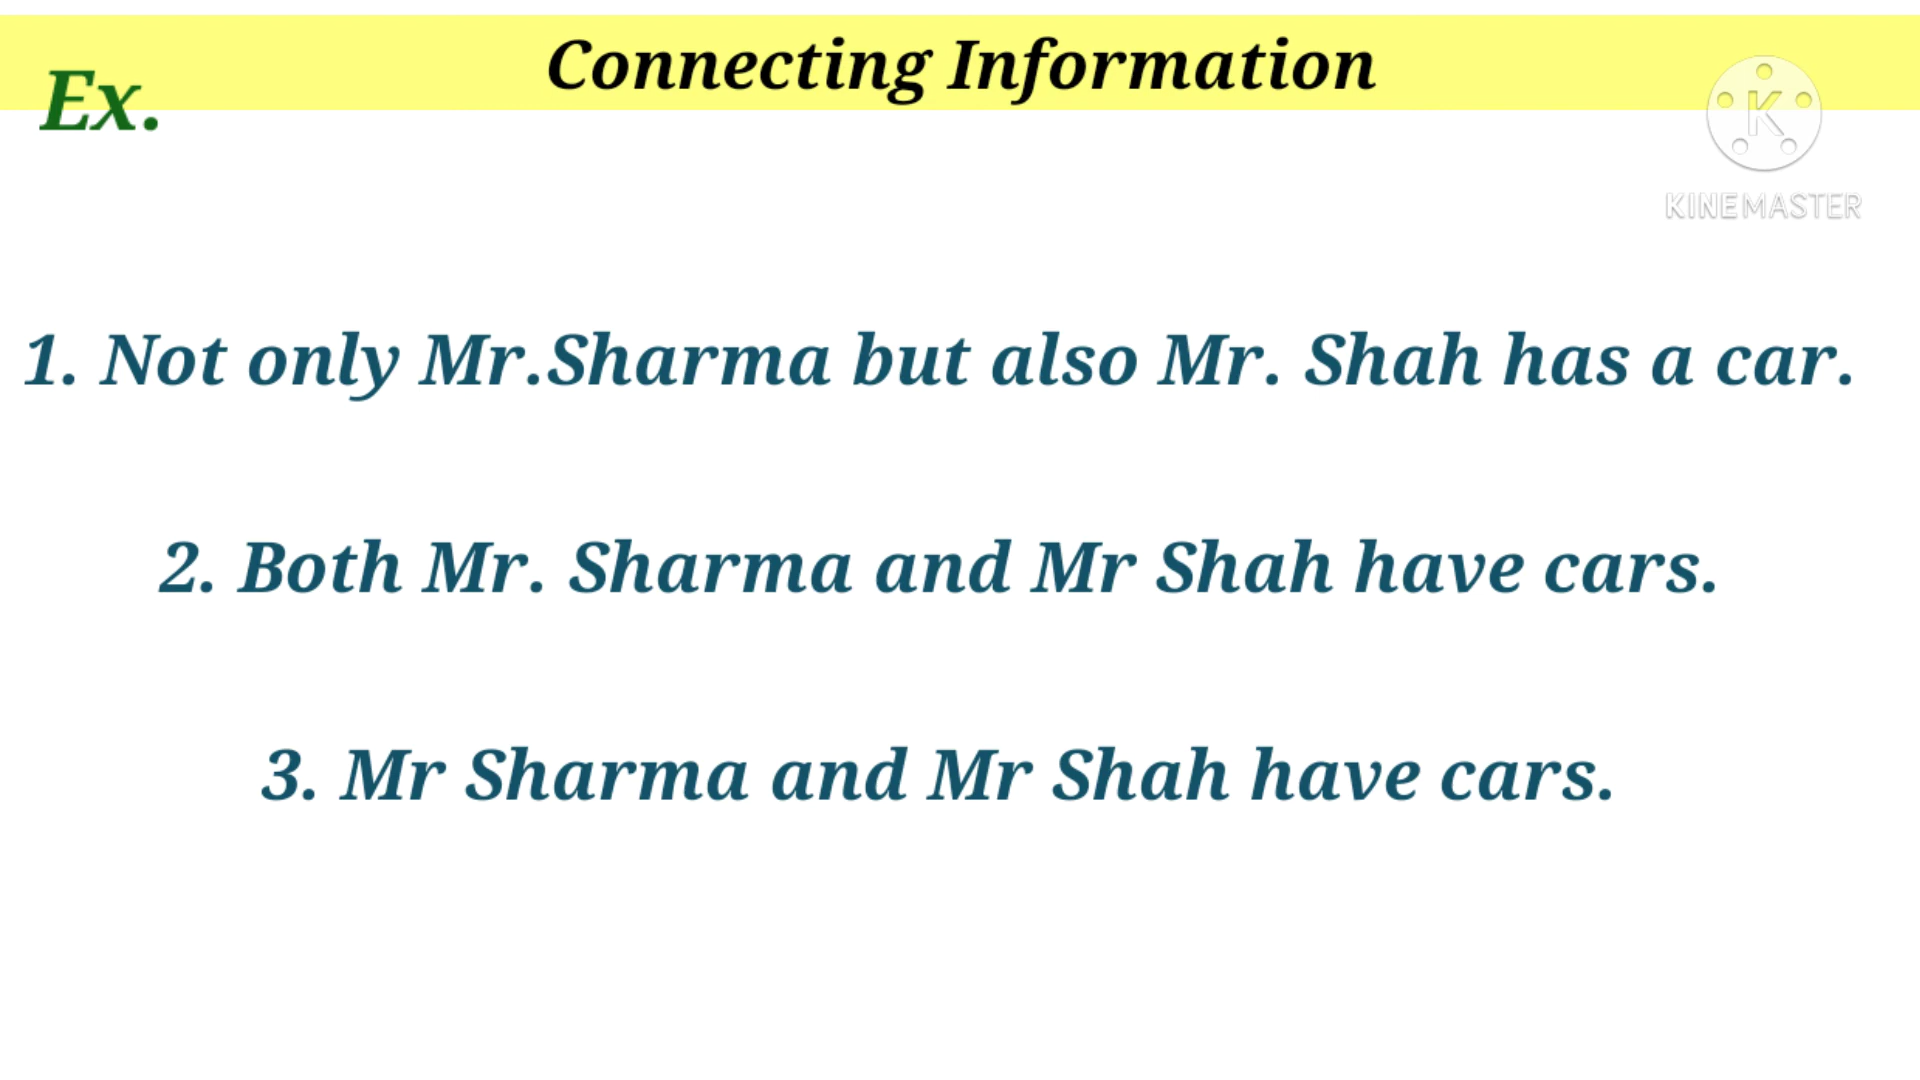 Connecting Information
Ex.
K
KINEMASTER
1. Not only Mr.Sharma but also Mr. Shah has a car.
2. Both Mr. Sharma and Mr Shah have cars.
3. Mr Sharma and Mr Shah have cars.